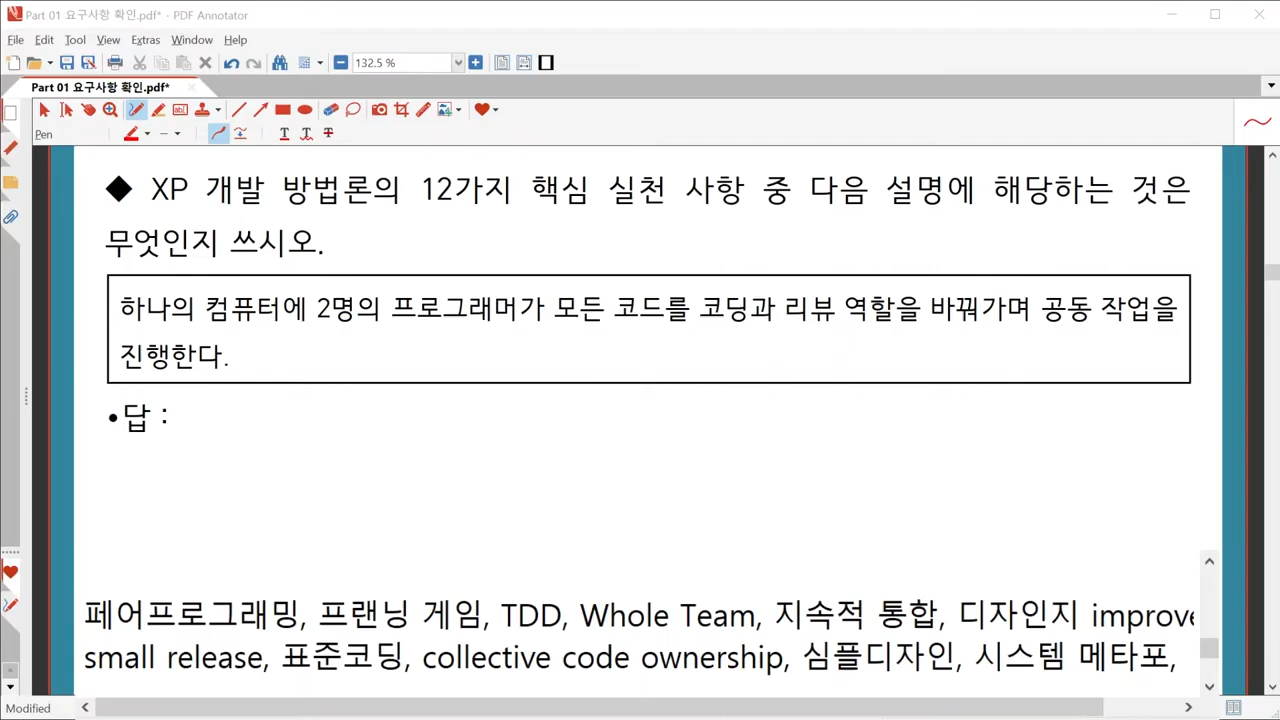 Part 01 요구사항 확인.pdf* - PDF Annotator
File Edit Tool View Extras Window Help
132.5 %
Part 01 요구사항 확인.pdf*
Pen
◆ XP 개발 방법론의 12가지 핵심 실천 사항 중 다음 설명에 해당하는 것은
무엇인지 쓰시오.
하나의 컴퓨터에 2명의 프로그래머가 모든 코드를 코딩과 리뷰 역할을 바꿔가며 공동 작업을
진행한다.
•답 :
페어프로그래밍, 프랜닝 게임, TDD, Whole Team, 지속적 통합, 디자인지 improve
small release, 표준코딩, collective code ownership, 심플디자인, 시스템 메타포,
Modified